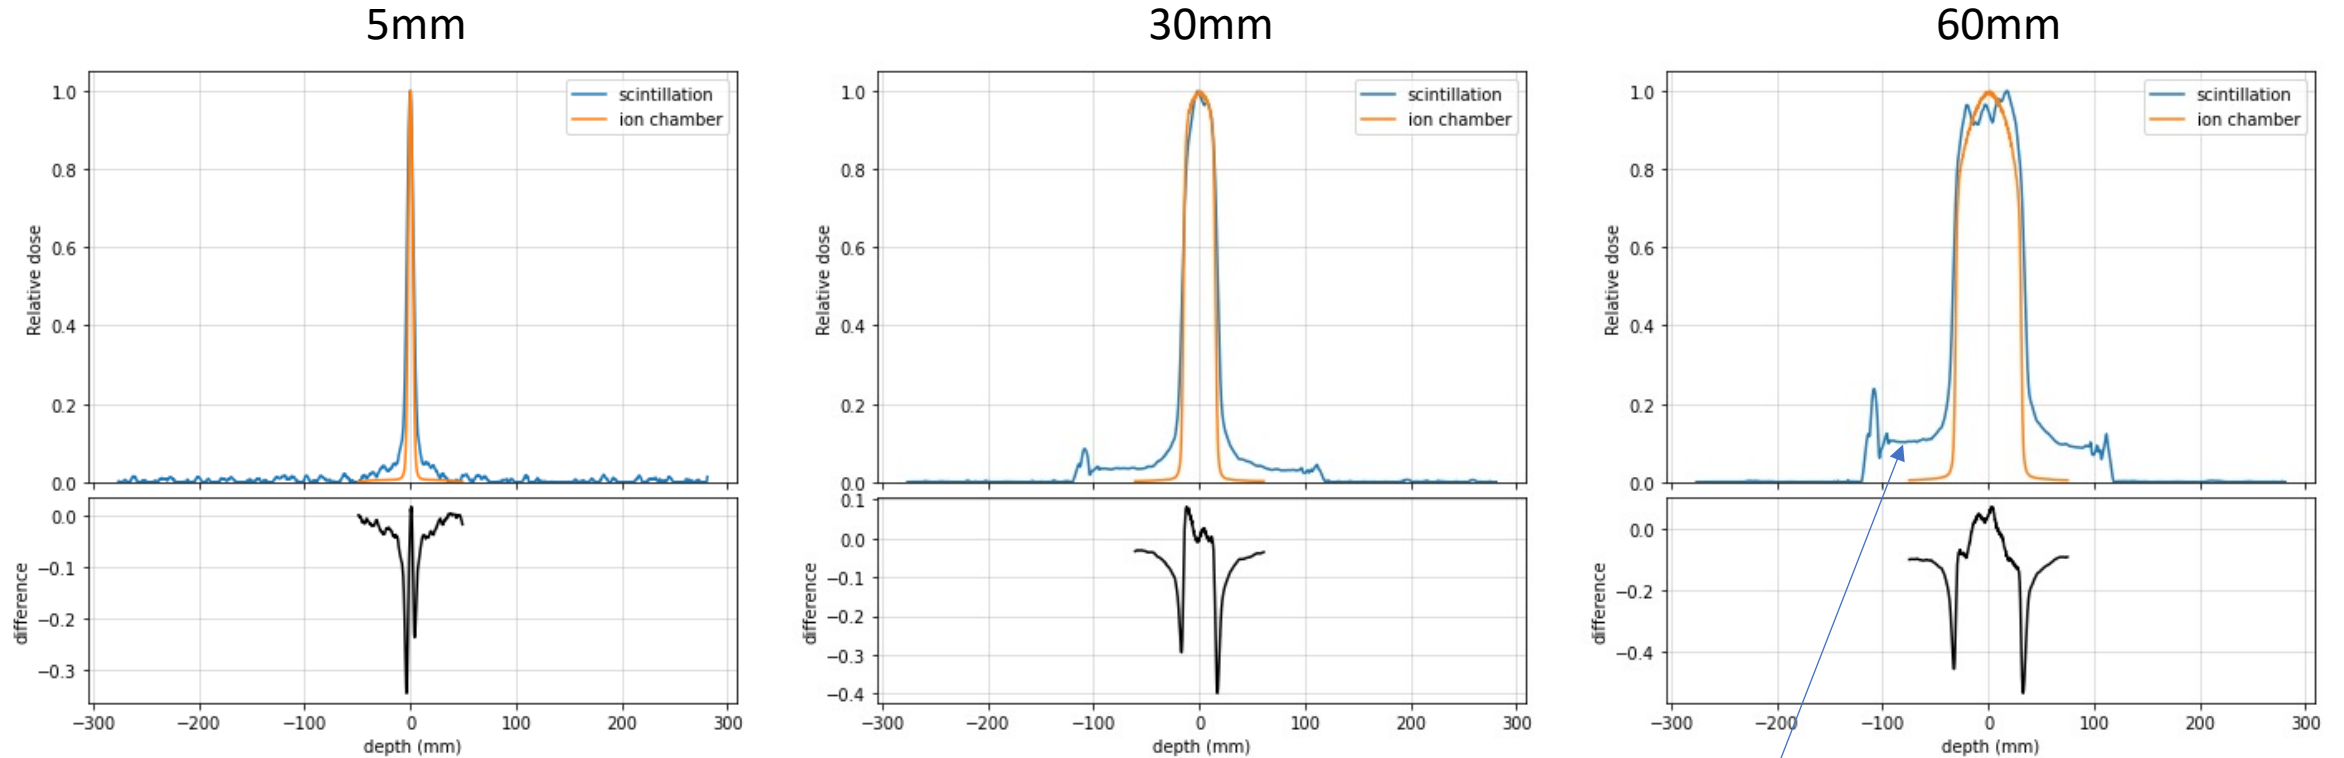 5mm
30mm
60mm
scintillation
ion chamber
Relative dose
1.0
0.8
0.6
0.4
0.2
0.0
difference
0.0
−0.1
−0.2
−0.3
−300 −200 −100 0 100 200 300
depth (mm)
scintillation
ion chamber
Relative dose
1.0
0.8
0.6
0.4
0.2
0.0
difference
0.1
0.0
−0.1
−0.2
−0.3
−0.4
−300 −200 −100 0 100 200 300
depth (mm)
scintillation
ion chamber
Relative dose
1.0
0.8
0.6
0.4
0.2
0.0
difference
0.0
−0.2
−0.4
−300 −200 −100 0 100 200 300
depth (mm)